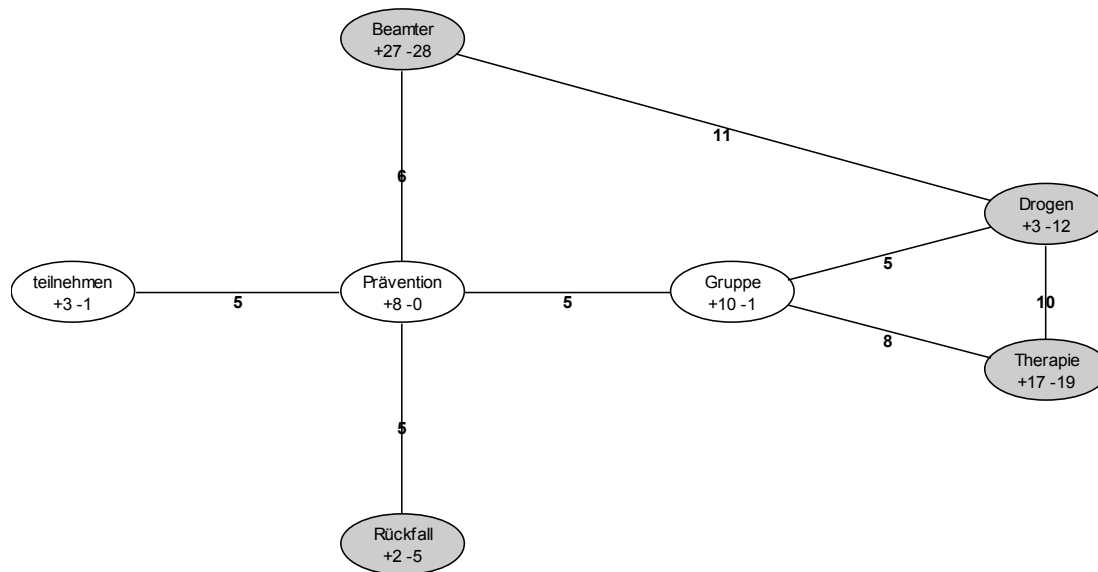 Beamter
+27 -28
11
6
Drogen
+3 -12
teilnehmen
+3 -1
5
Prävention
+8 -0
5
Gruppe
+10 -1
5
10
8
Therapie
+17 -19
5
Rückfall
+2 -5